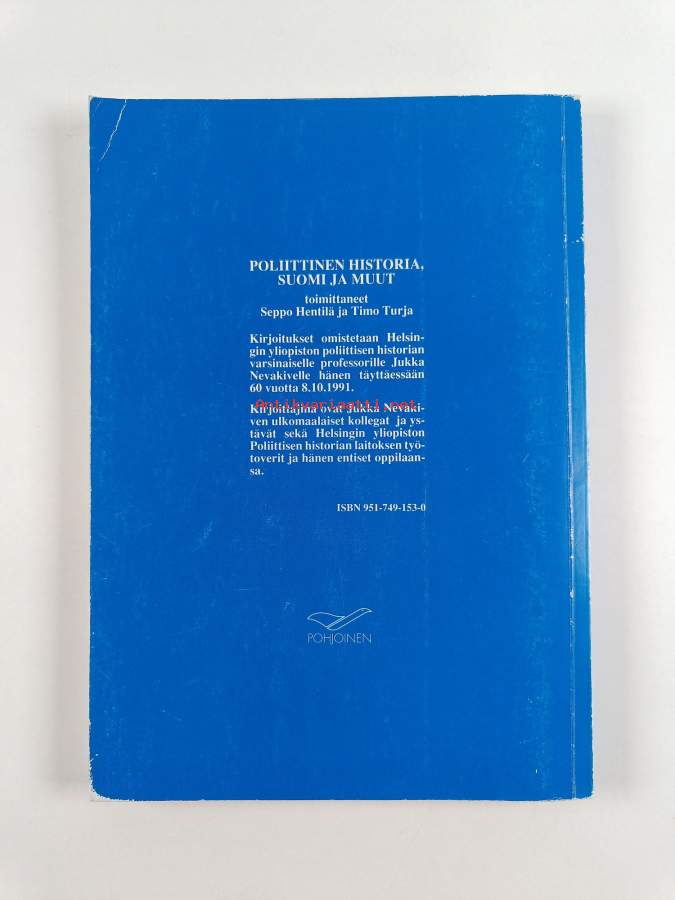 POLIITTINEN HISTORIA,
SUOMI JA MUUT
toimittaneet
Seppo Hentilä ja Timo Turja
Kirjoitukset omistetaan Helsin-
gin yliopiston poliittisen historian
varsinaiselle professorille Jukka
Nevakivelle hänen täyttäessään
60 vuotta 8.10.1991.
Antikvariaatti.net
Kirjoittajina ovat Jukka Nevaki-
ven ulkomaalaiset kollegat ja ys-
tävät sekä Helsingin yliopiston
Poliittisen historian laitoksen työ-
toverit ja hänen entiset oppilaan-
sa.
ISBN 951-749-153-0
POHJOINEN